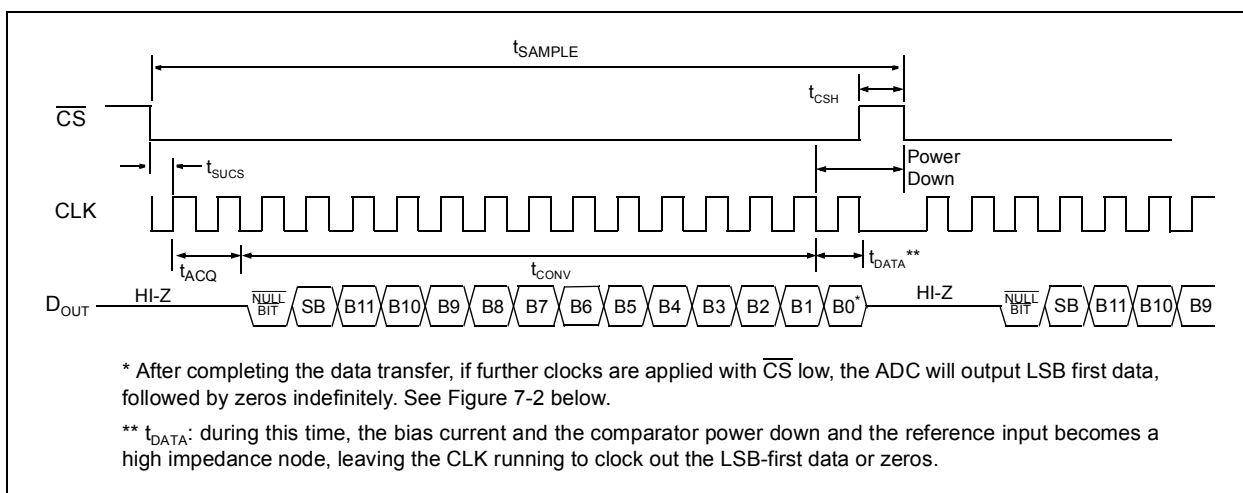 tSAMPLE
tCSH
CS
tSUCS
Power
Down
CLK
tACQ
tCONV
tDATA**
DOUT
HI-Z
NULL
BIT
SB
B11
B10
B9
B8
B7
B6
B5
B4
B3
B2
B1
B0*
HI-Z
NULL
BIT
SB
B11
B10
B9
* After completing the data transfer, if further clocks are applied with CS low, the ADC will output LSB first data,
followed by zeros indefinitely. See Figure 7-2 below.
** tDATA: during this time, the bias current and the comparator power down and the reference input becomes a
high impedance node, leaving the CLK running to clock out the LSB-first data or zeros.